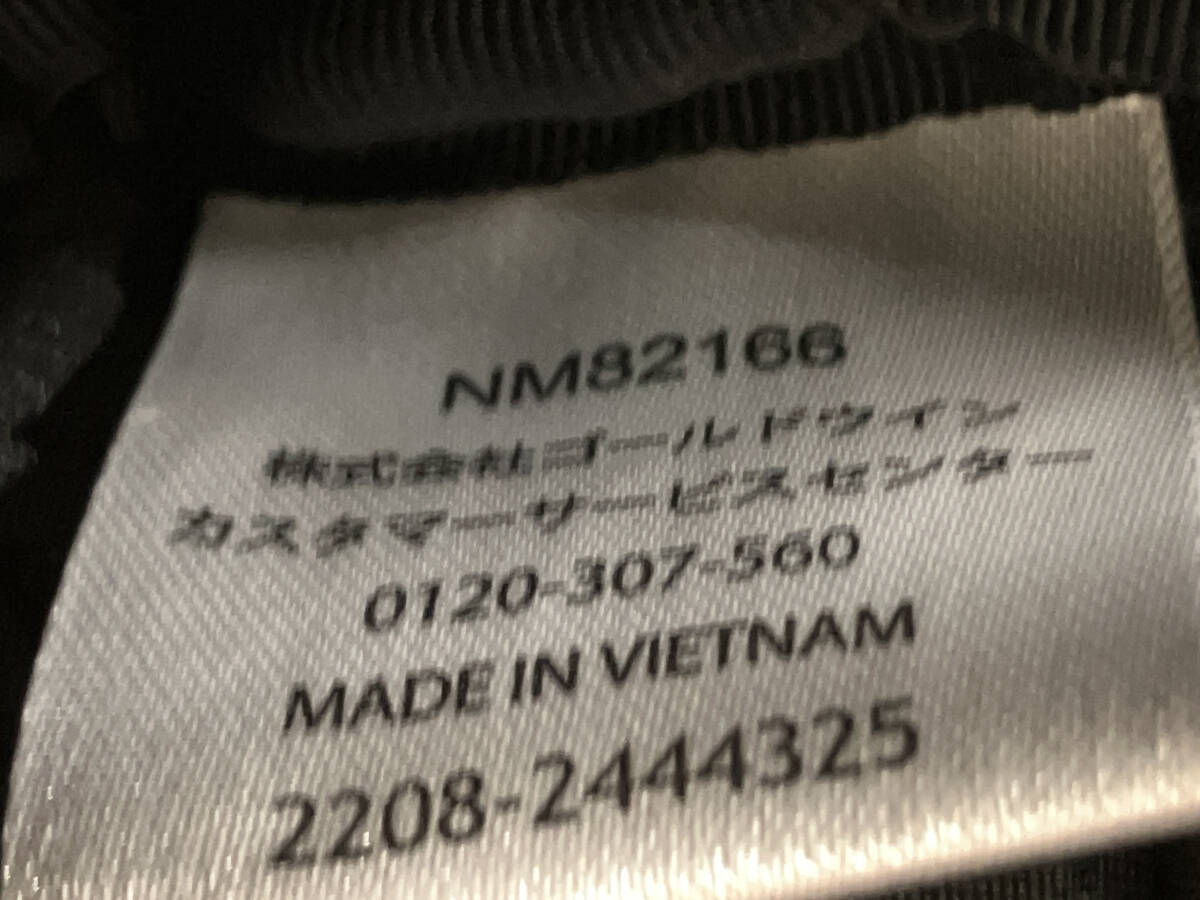 NM82166
株式会社ゴールドウイン
カスタマーサービスセンター
0120-307-560
MADE IN VIETNAM
2208-2444325